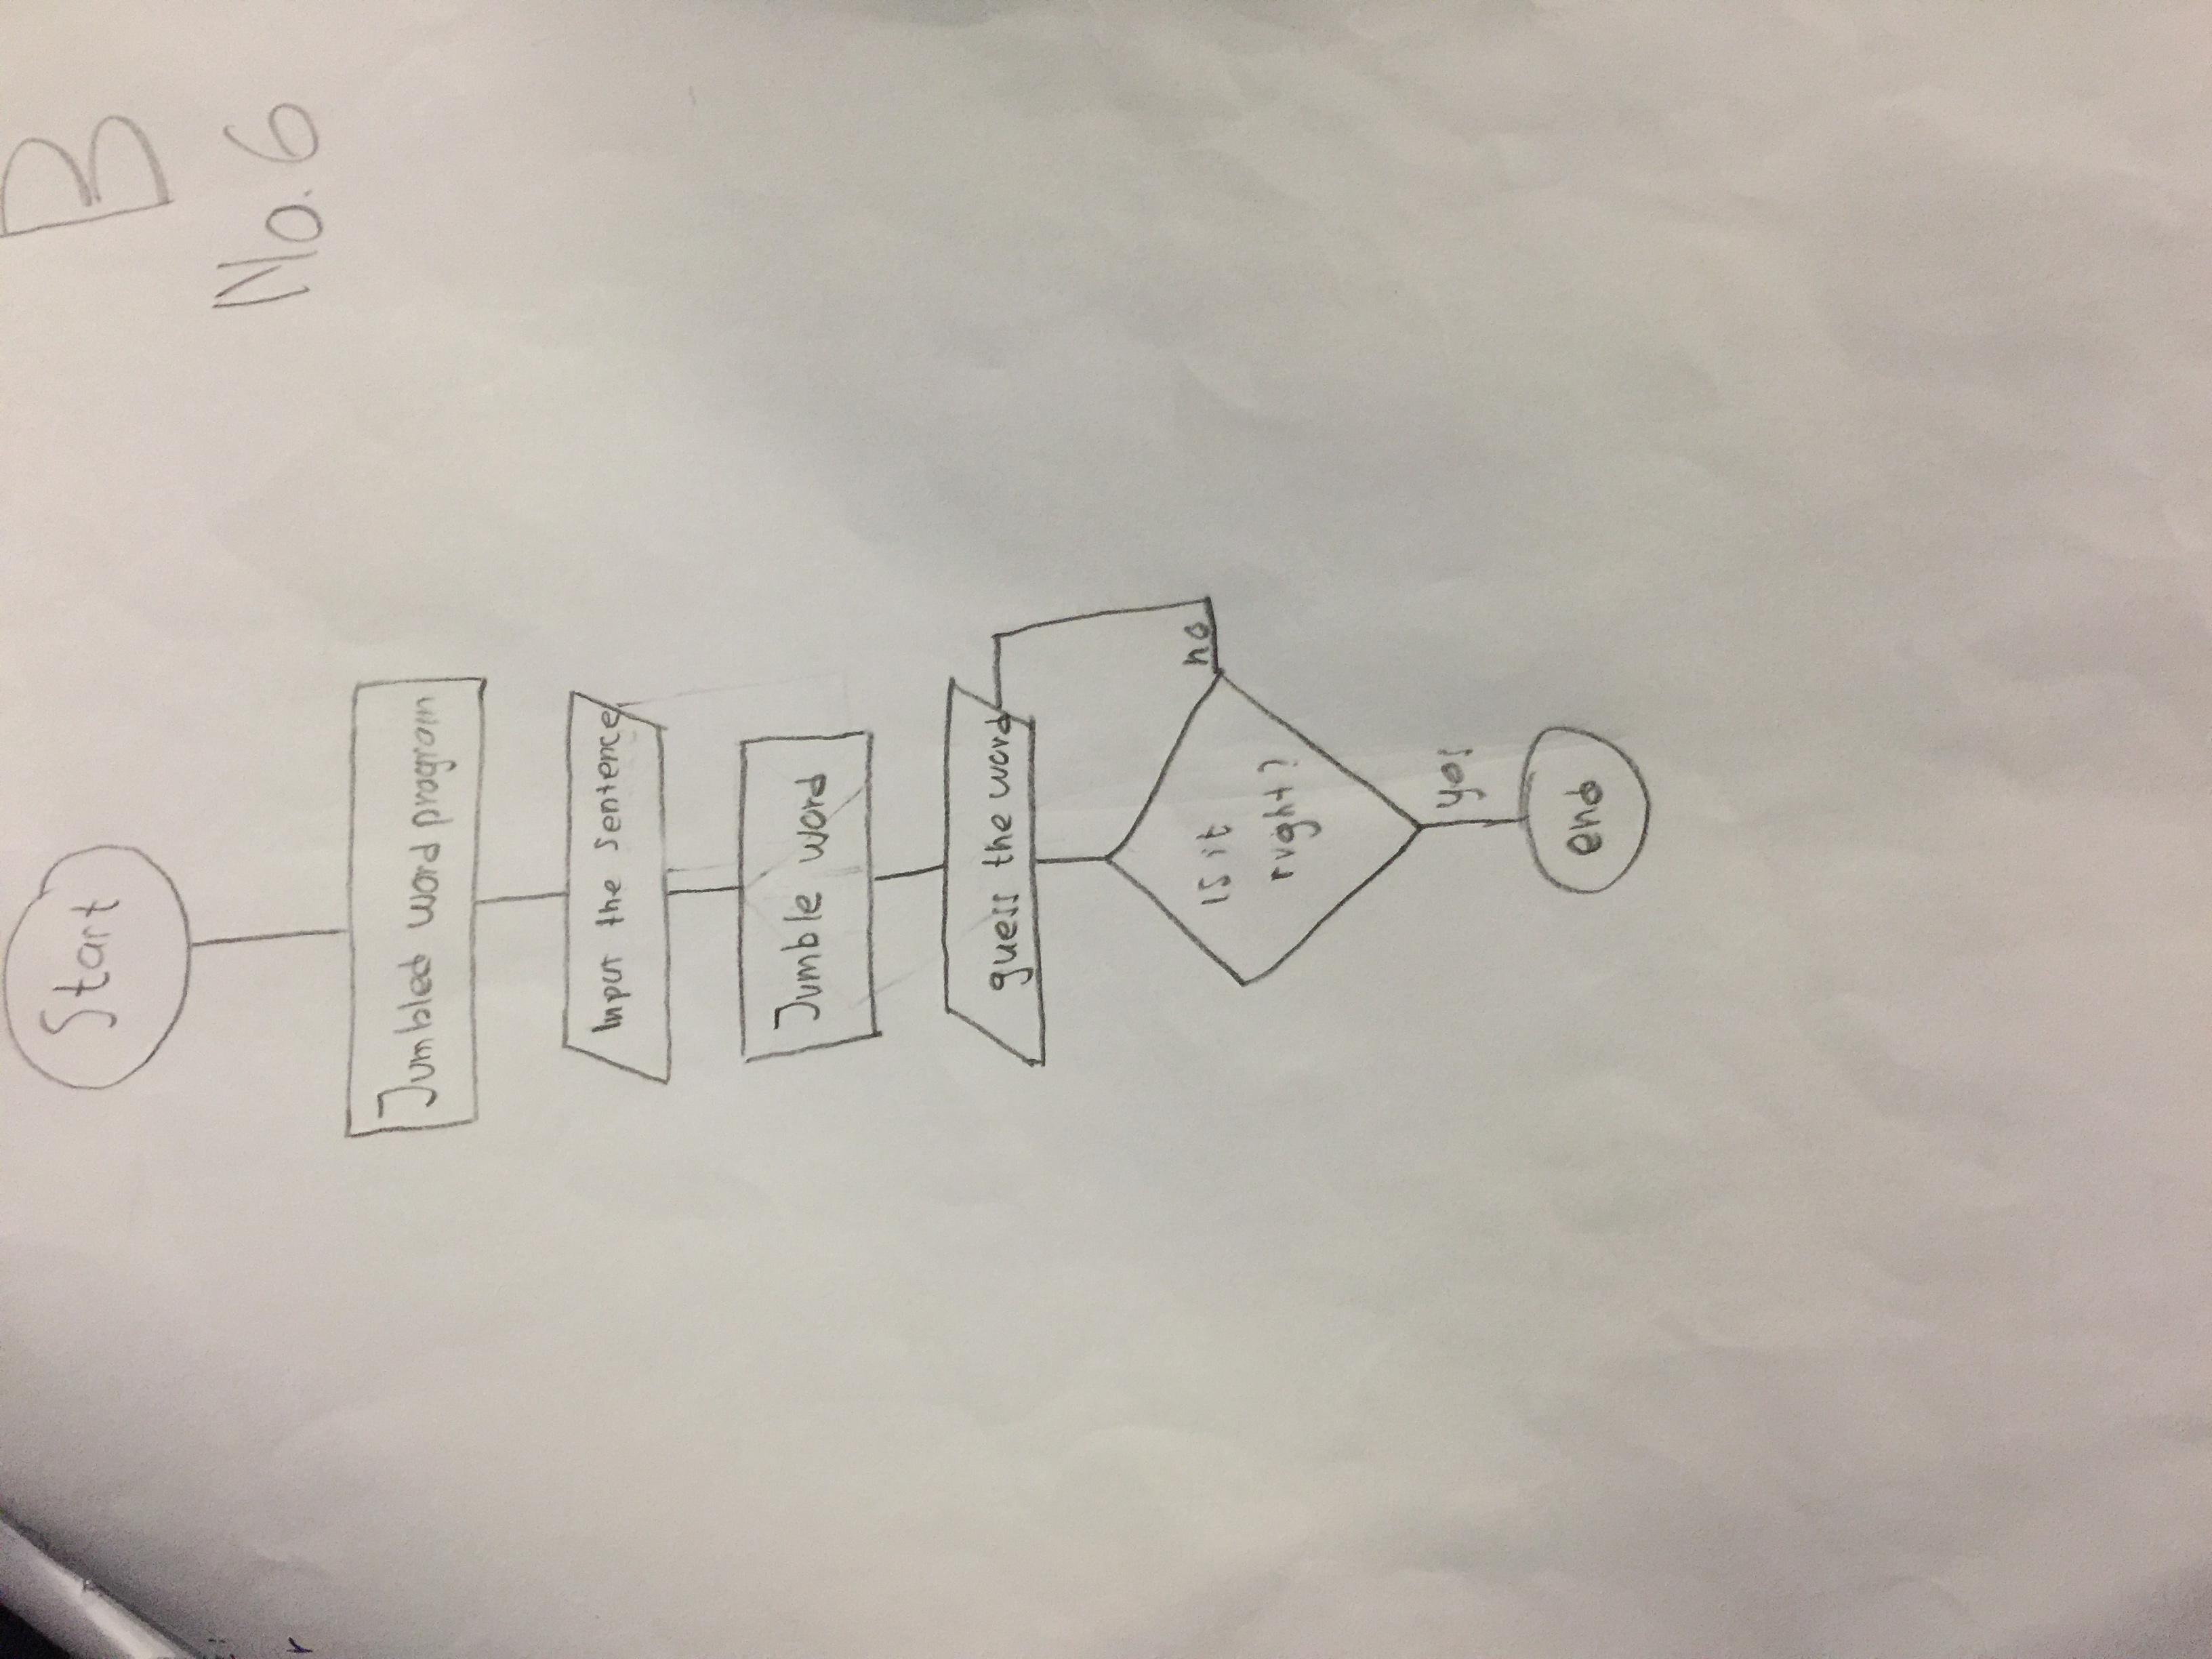 Start
B
No. 6
Jumbled word program
Input the sentence
Jumble word
guess the word
no
Is it
right?
yes
end